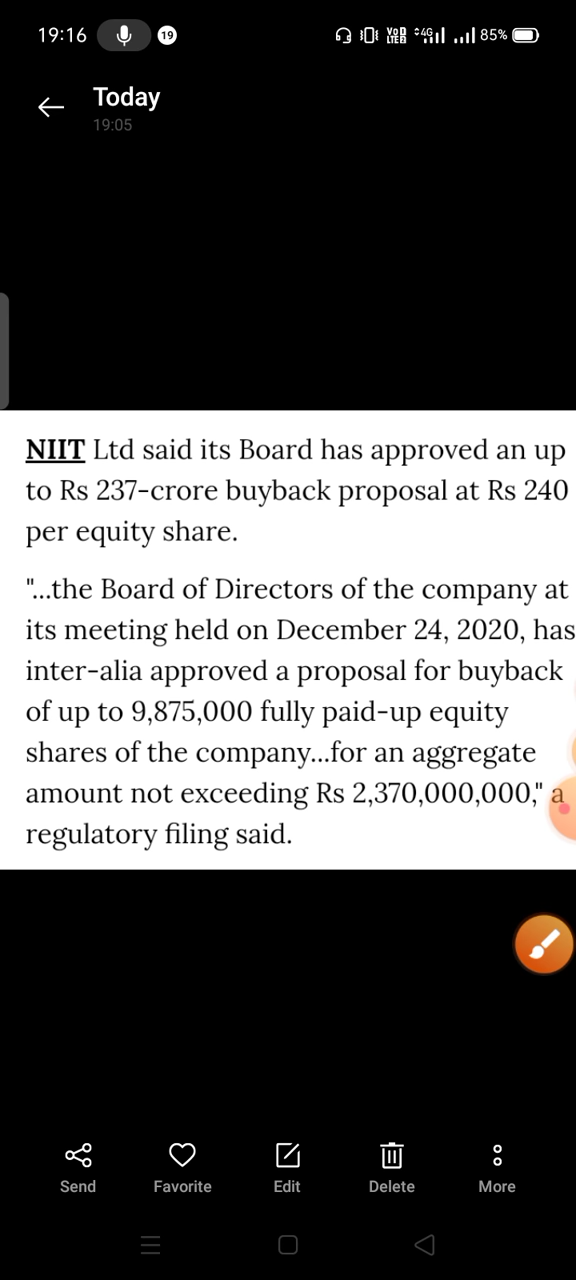 19:16 19 VoD LTE2 4G 85%
Today
19:05
NIIT Ltd said its Board has approved an up
to Rs 237-crore buyback proposal at Rs 240
per equity share.
"...the Board of Directors of the company at
its meeting held on December 24, 2020, has
inter-alia approved a proposal for buyback
of up to 9,875,000 fully paid-up equity
shares of the company...for an aggregate
amount not exceeding Rs 2,370,000,000," a
regulatory filing said.
Send Favorite Edit Delete More